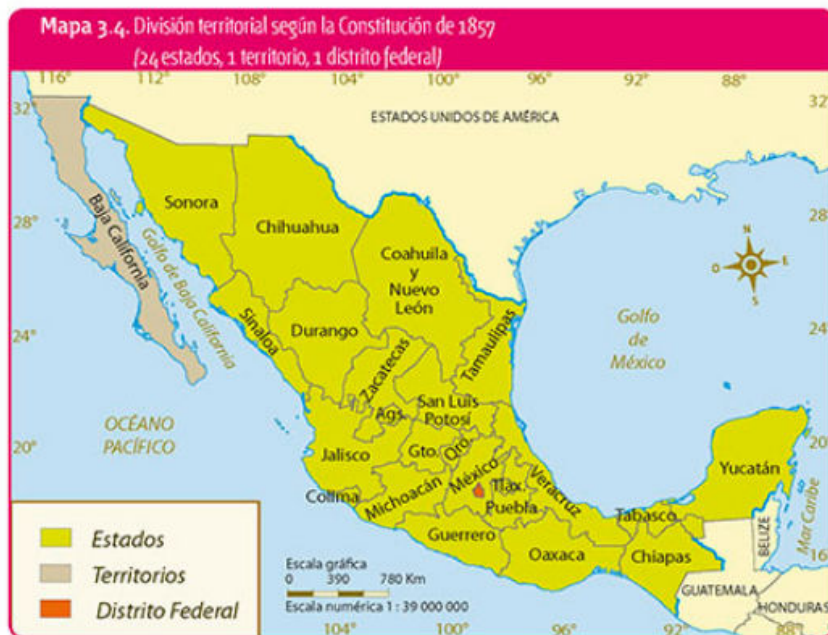 Mapa 3.4. División territorial según la Constitución de 1857
(24 estados, 1 territorio, 1 distrito federal)
116° 112° 108° 104° 100° 96° 92° 88°
32°
32°
ESTADOS UNIDOS DE AMÉRICA
Sonora
Chihuahua
Baja California
Golfo de Baja California
28°
28°
Coahuila
y
Nuevo
León
N
O E
S
Sinaloa
Durango
Tamaulipas
Golfo
de
México
24°
24°
Zacatecas
San Luis
Potosí
Ags.
OCÉANO
PACÍFICO
20°
20°
Jalisco
Gto.
Qro.
Yucatán
México
Tlax.
Veracruz
Colima
Michoacán
Puebla
Tabasco
Mar Caribe
BELIZE
Guerrero
Oaxaca
Chiapas
16°
GUATEMALA
HONDURAS
Estados
Territorios
Distrito Federal
Escala gráfica
0 390 780 Km
Escala numérica 1 : 39 000 000
104° 100° 96° 92° 88°